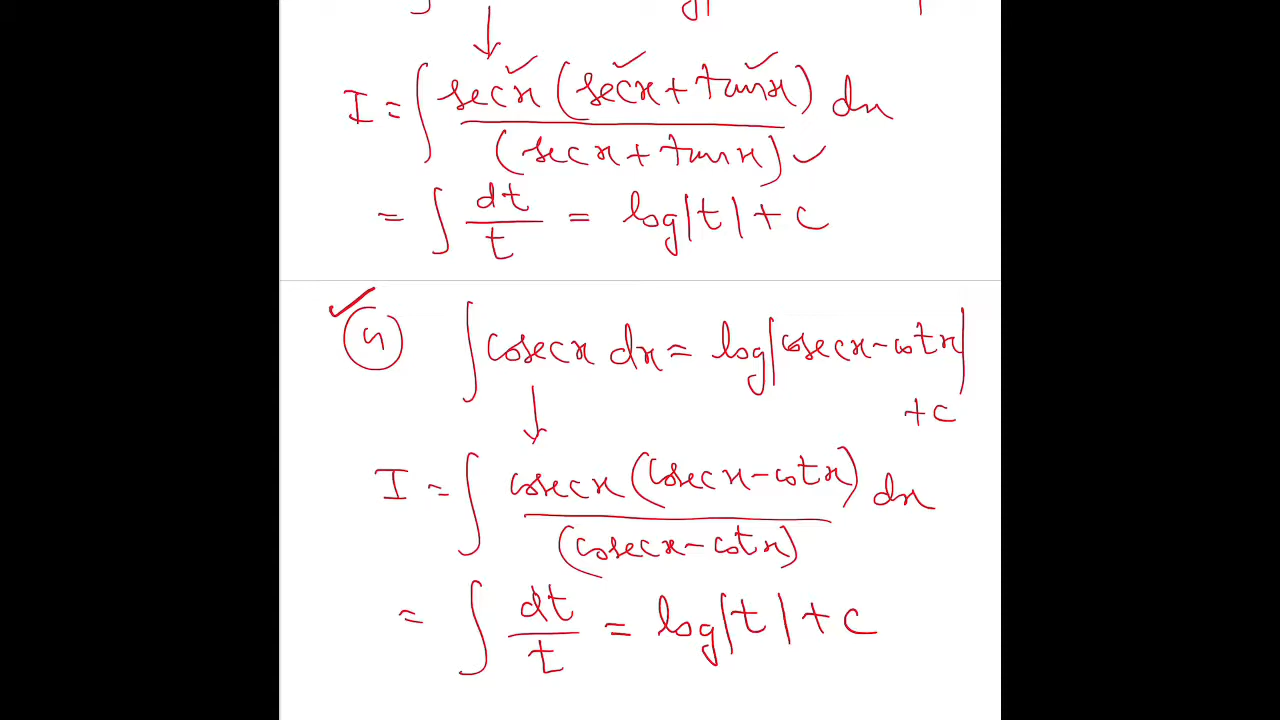 I = ∫ secx (secx + tanx) dx
(secx + tanx)
= ∫ dt/t = log|t| + c
4 ∫ cosecx dx = log|cosecx - cotx|
+ c
I = ∫ cosecx (cosecx - cotx) dx
(cosecx - cotx)
= ∫ dt/t = log|t| + c